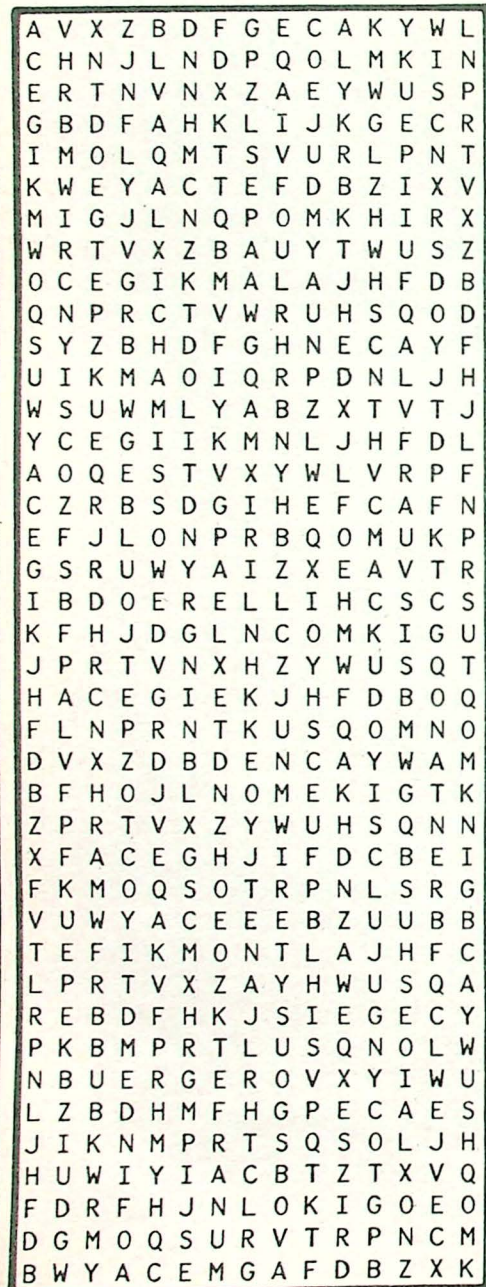 A V X Z B D F G E C A K Y W L
C H N J L N D P Q O L M K I N
E R T N V N X Z A E Y W U S P
G B D F A H K L I J K G E C R
I M O L Q M T S V U R L P N T
K W E Y A C T E F D B Z I X V
M I G J L N Q P O M K H I R X
W R T V X Z B A U Y T W U S Z
O C E G I K M A L A J H F D B
Q N P R C T V W R U H S Q O D
S Y Z B H D F G H N E C A Y F
U I K M A O I Q R P D N L J H
W S U W M L Y A B Z X T V T J
Y C E G I I K M N L J H F D L
A O Q E S T V X Y W L V R P F
C Z R B S D G I H E F C A F N
E F J L O N P R B Q O M U K P
G S R U W Y A I Z X E A V T R
I B D O E R E L L I H C S C S
K F H J D G L N C O M K I G U
J P R T V N X H Z Y W U S Q T
H A C E G I E K J H F D B O Q
F L N P R N T K U S Q O M N O
D V X Z D B D E N C A Y W A M
B F H O J L N O M E K I G T K
Z P R T V X Z Y W U H S Q N N
X F A C E G H J I F D C B E I
F K M O Q S O T R P N L S R G
V U W Y A C E E E B Z U U B B
T E F I K M O N T L A J H F C
L P R T V X Z A Y H W U S Q A
R E B D F H K J S I E G E C Y
P K B M P R T L U S Q N O L W
N B U E R G E R O V X Y I W U
L Z B D H M F H G P E C A E S
J I K N M P R T S Q S O L J H
H U W I Y I A C B T Z T X V Q
F D R F H J N L O K I G O E O
D G M O Q S U R V T R P N C M
B W Y A C E M G A F D B Z X K